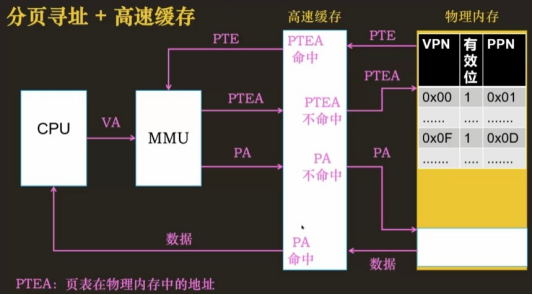 分页寻址 + 高速缓存
高速缓存
物理内存
PTE
PTEA
命中
PTE
VPN
有效位
PPN
PTEA
0x00 1 0x01
...... .... ......
0x0F 1 0x0D
....... .... .......
CPU
VA
MMU
PTEA
PTEA
不命中
PA
PA
不命中
PA
数据
PA
命中
数据
PTEA: 页表在物理内存中的地址